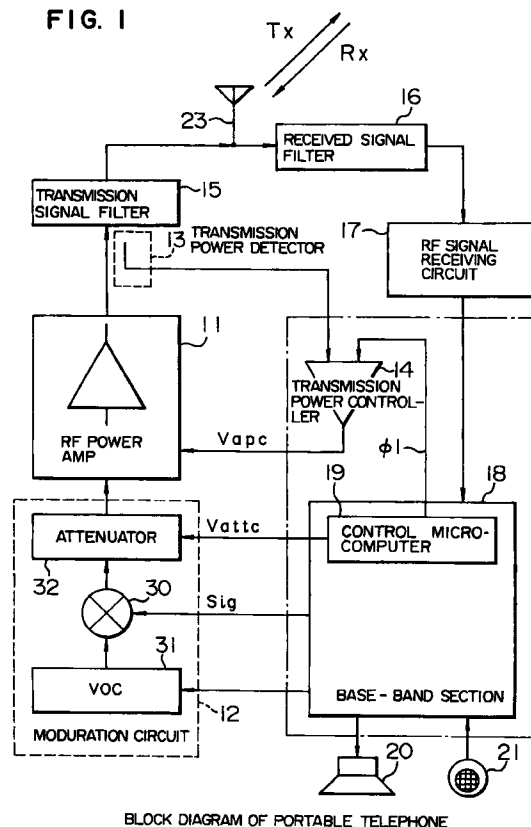 FIG. 1
Tx
Rx
23
16
RECEIVED SIGNAL
FILTER
15
TRANSMISSION
SIGNAL FILTER
13
TRANSMISSION
POWER DETECTOR
17
RF SIGNAL
RECEIVING
CIRCUIT
11
RF POWER
AMP
14
TRANSMISSION
POWER CONTROL-
LER
Vapc
φ1
18
19
CONTROL MICRO-
COMPUTER
Vattc
ATTENUATOR
32
30
Sig
31
VOC
BASE-BAND SECTION
MODURATION CIRCUIT
12
20
21
BLOCK DIAGRAM OF PORTABLE TELEPHONE